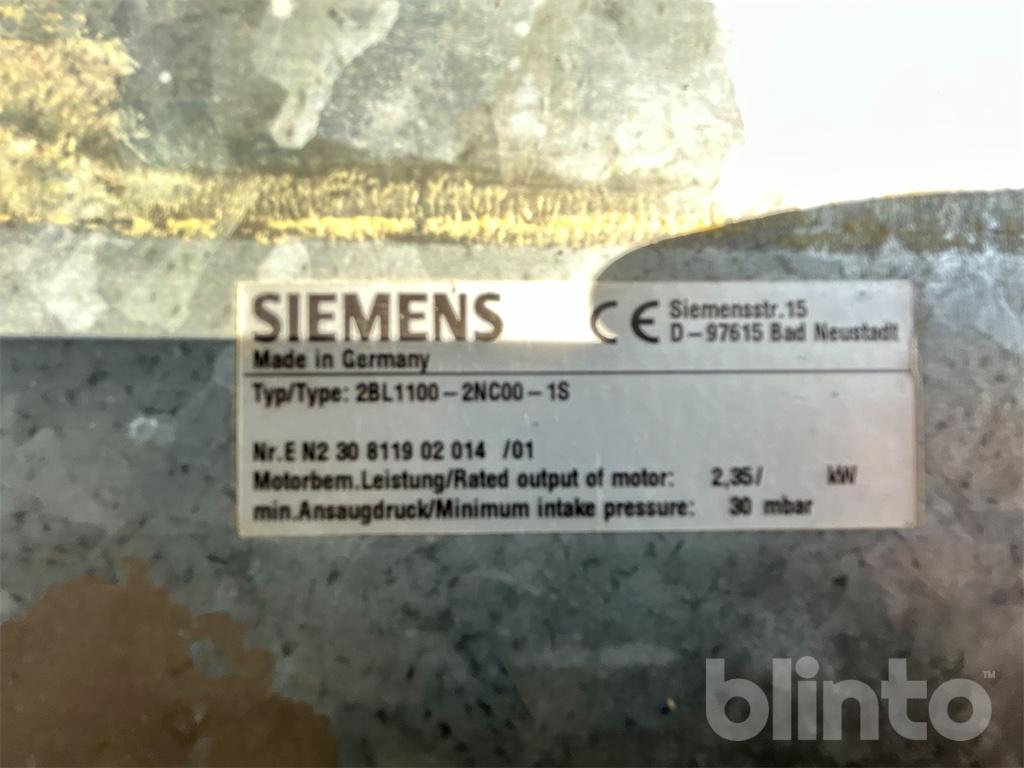 SIEMENS
CE
Siemensstr.15
D-97615 Bad Neustadt
Made in Germany
Typ/Type: 2BL1100-2NC00-1S
Nr.E N2 30 8119 02 014 /01
Motorbem.Leistung/Rated output of motor: 2,35/ kW
min.Ansaugdruck/Minimum intake pressure: 30 mbar
blinto™